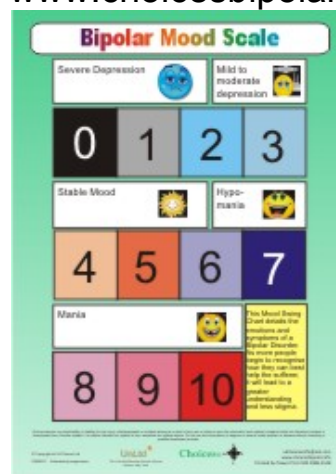 www.choicesbipolar
Bipolar Mood Scale
Severe Depression
Mild to
moderate
depression
0 1 2 3
Stable Mood
Hypo-
mania
4 5 6 7
Mania
8 9 10
This Mood Swing
Chart details the
emotions and
symptoms of a
Bipolar Disorder.
As more people
begin to recognise
how they can best
help the sufferer,
it will lead to a
greater
understanding
and less stigma.
UnLtd
Choices